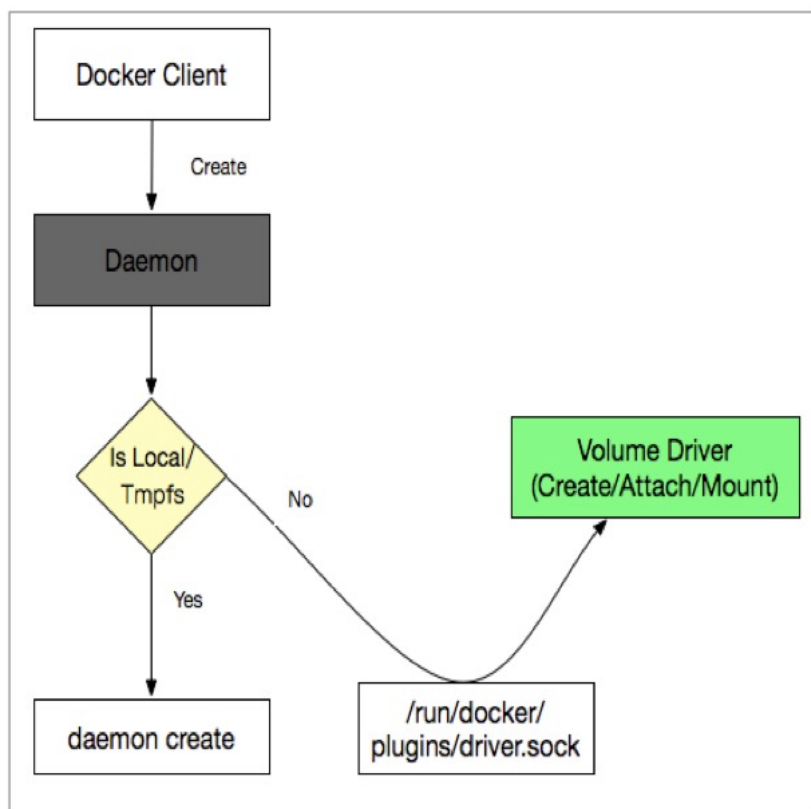 Docker Client
Create
Daemon
Is Local/
Tmpfs
No
Volume Driver
(Create/Attach/Mount)
Yes
daemon create
/run/docker/
plugins/driver.sock